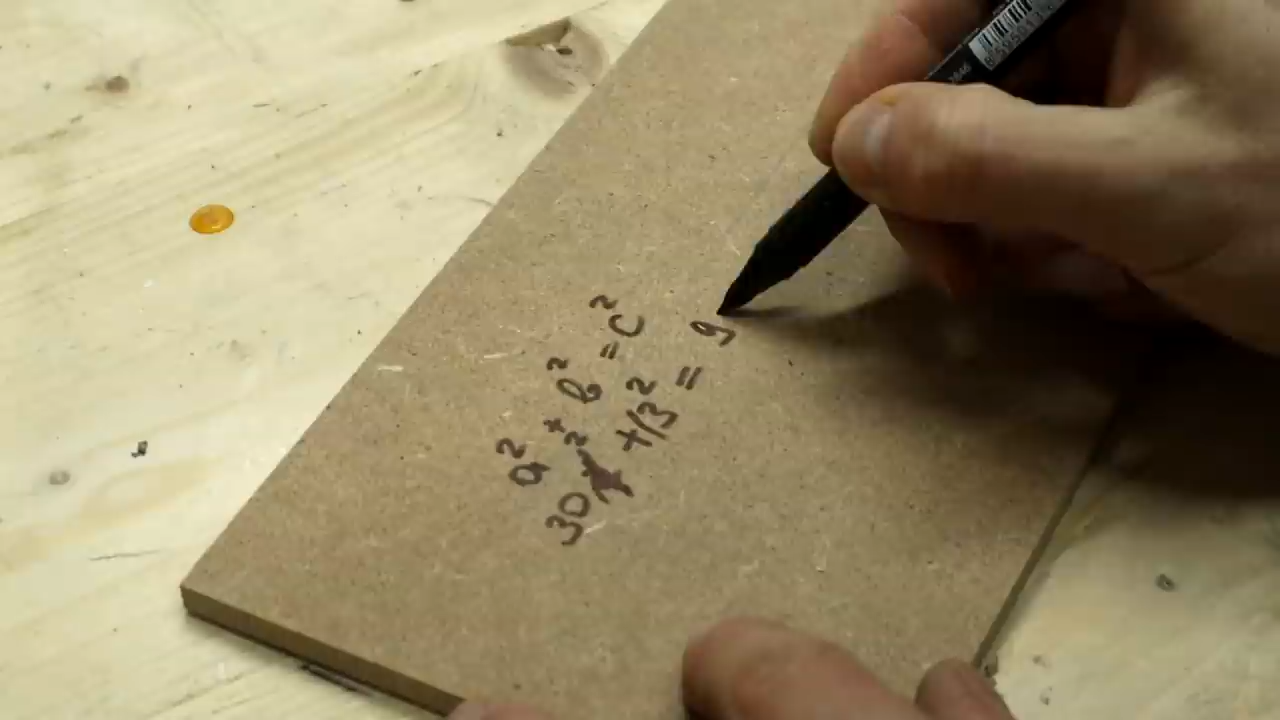 a² + b² = c²
30² + 13² = 9